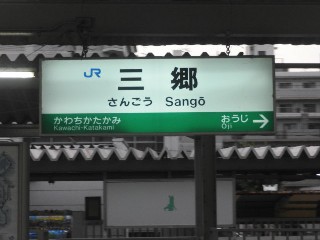 JR 三郷
さんごう Sangō
かわちかたかみ おうじ
Kawachi-Katakami Ōji →